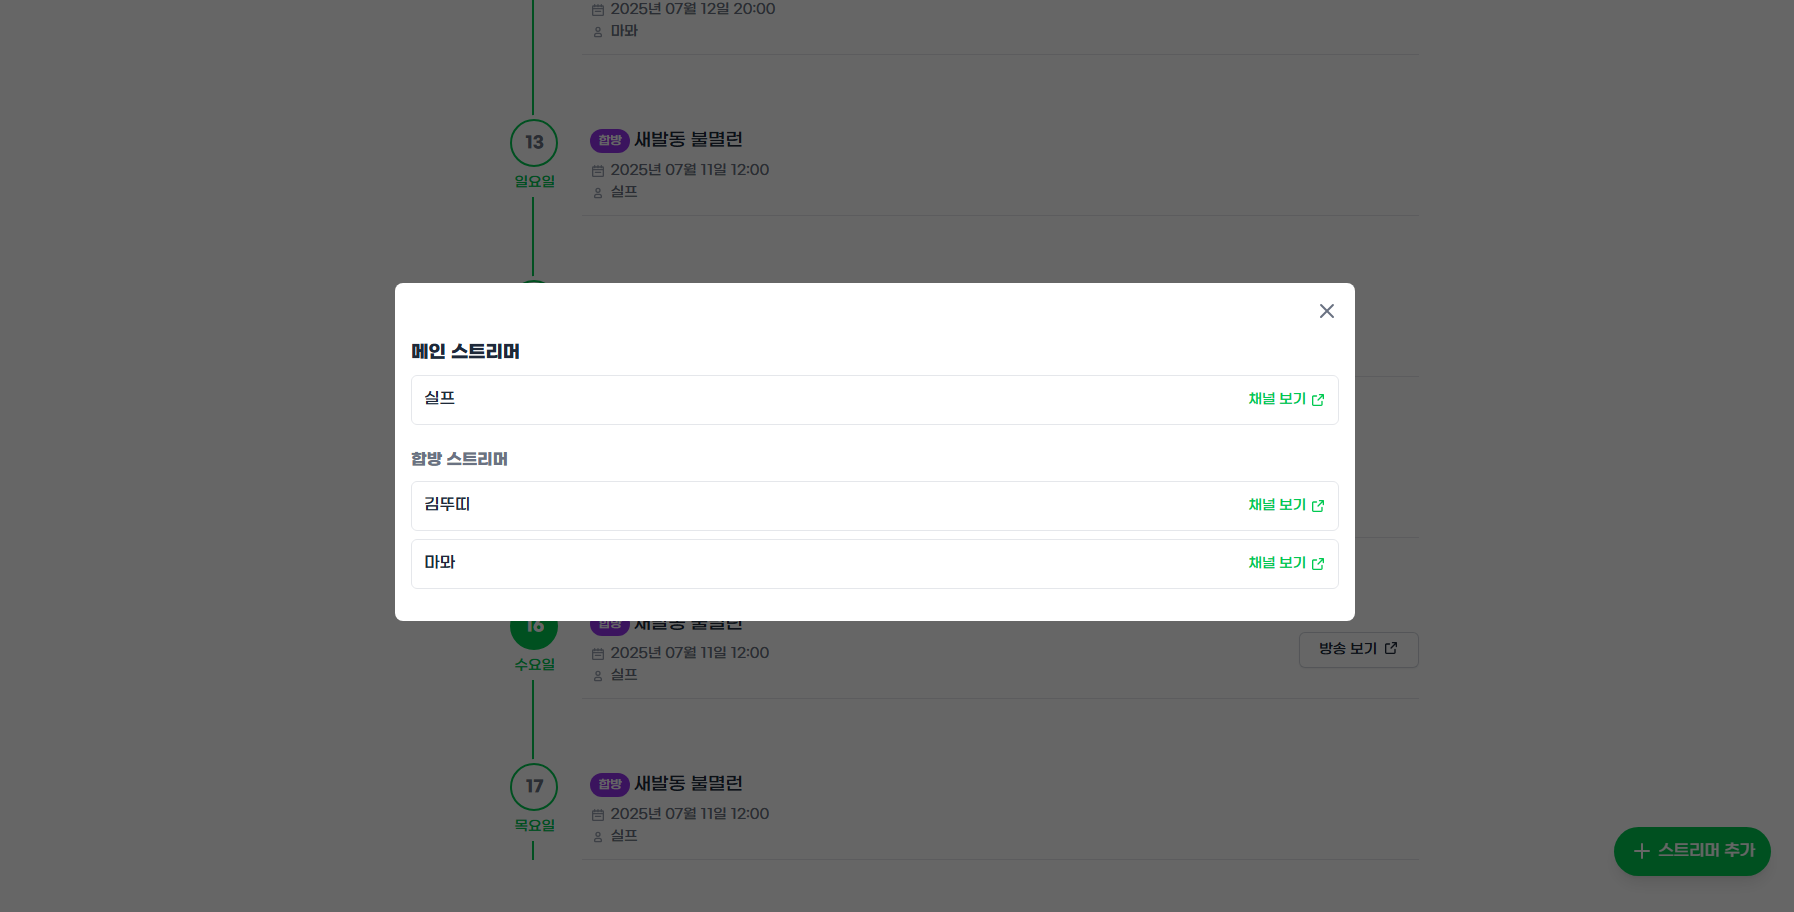 2025년 07월 12일 20:00
마와
13
일요일
합방 새발동 불멸런
2025년 07월 11일 12:00
실프
메인 스트리머
실프
채널 보기
합방 스트리머
김뚜띠
채널 보기
마와
채널 보기
16
수요일
합방 새발동 불멸런
2025년 07월 11일 12:00
실프
방송 보기
17
목요일
합방 새발동 불멸런
2025년 07월 11일 12:00
실프
스트리머 추가